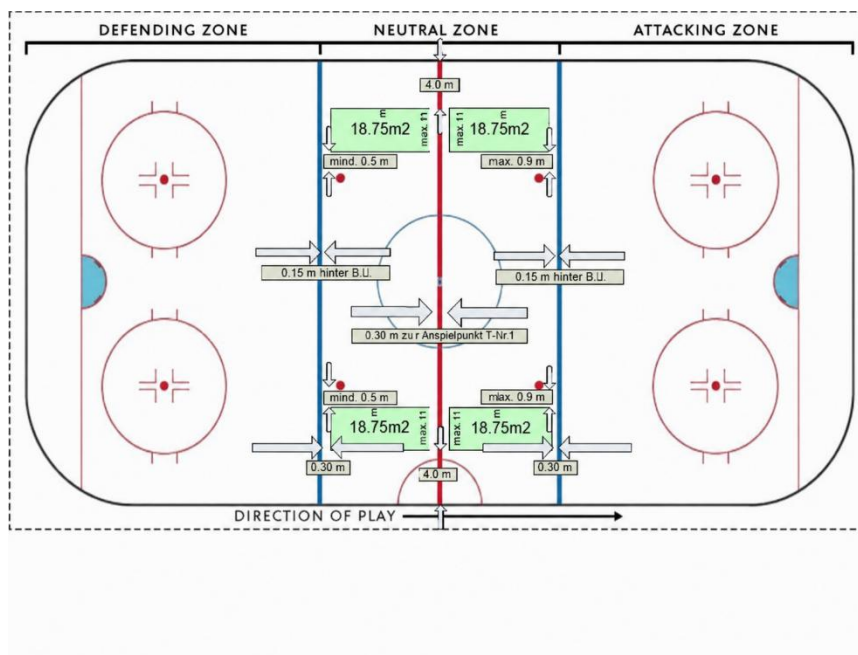 DEFENDING ZONE NEUTRAL ZONE ATTACKING ZONE
4.0 m
m m
18.75m2 max. 11 max. 11 18.75m2
mind. 0.5 m max. 0.9 m
0.15 m hinter B.U. 0.15 m hinter B.U.
0.30 m zur Anspielpunkt T-Nr.1
mind. 0.5 m max. 0.9 m
m m
18.75m2 max. 11 max. 11 18.75m2
0.30 m 4.0 m 0.30 m
DIRECTION OF PLAY